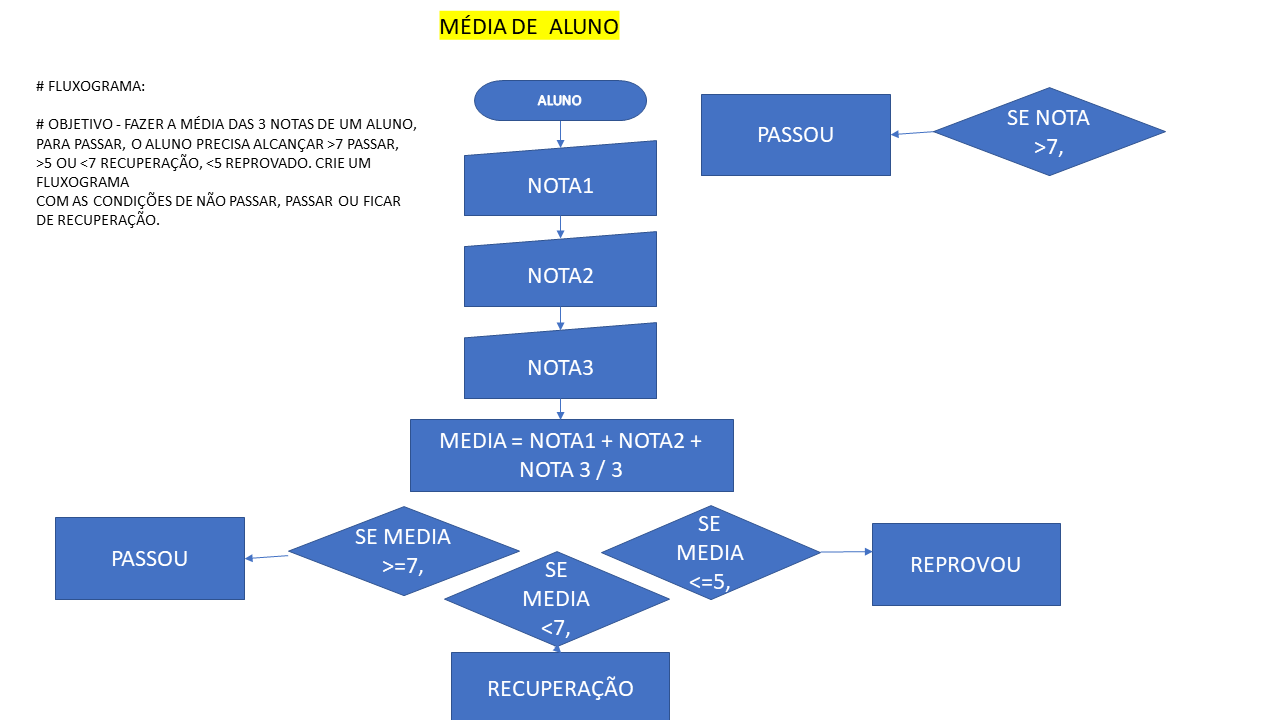 MÉDIA DE  ALUNO
# FLUXOGRAMA:
# OBJETIVO - FAZER A MÉDIA DAS 3 NOTAS DE UM ALUNO,
PARA PASSAR, O ALUNO PRECISA ALCANÇAR >7 PASSAR,
>5 OU <7 RECUPERAÇÃO, <5 REPROVADO. CRIE UM
FLUXOGRAMA
COM AS CONDIÇÕES DE NÃO PASSAR, PASSAR OU FICAR
DE RECUPERAÇÃO.
ALUNO
NOTA1
NOTA2
NOTA3
MEDIA = NOTA1 + NOTA2 +
NOTA 3 / 3
PASSOU
SE NOTA
>7,
PASSOU
SE MEDIA
>=7,
SE
MEDIA
<7,
SE
MEDIA
<=5,
REPROVOU
RECUPERAÇÃO